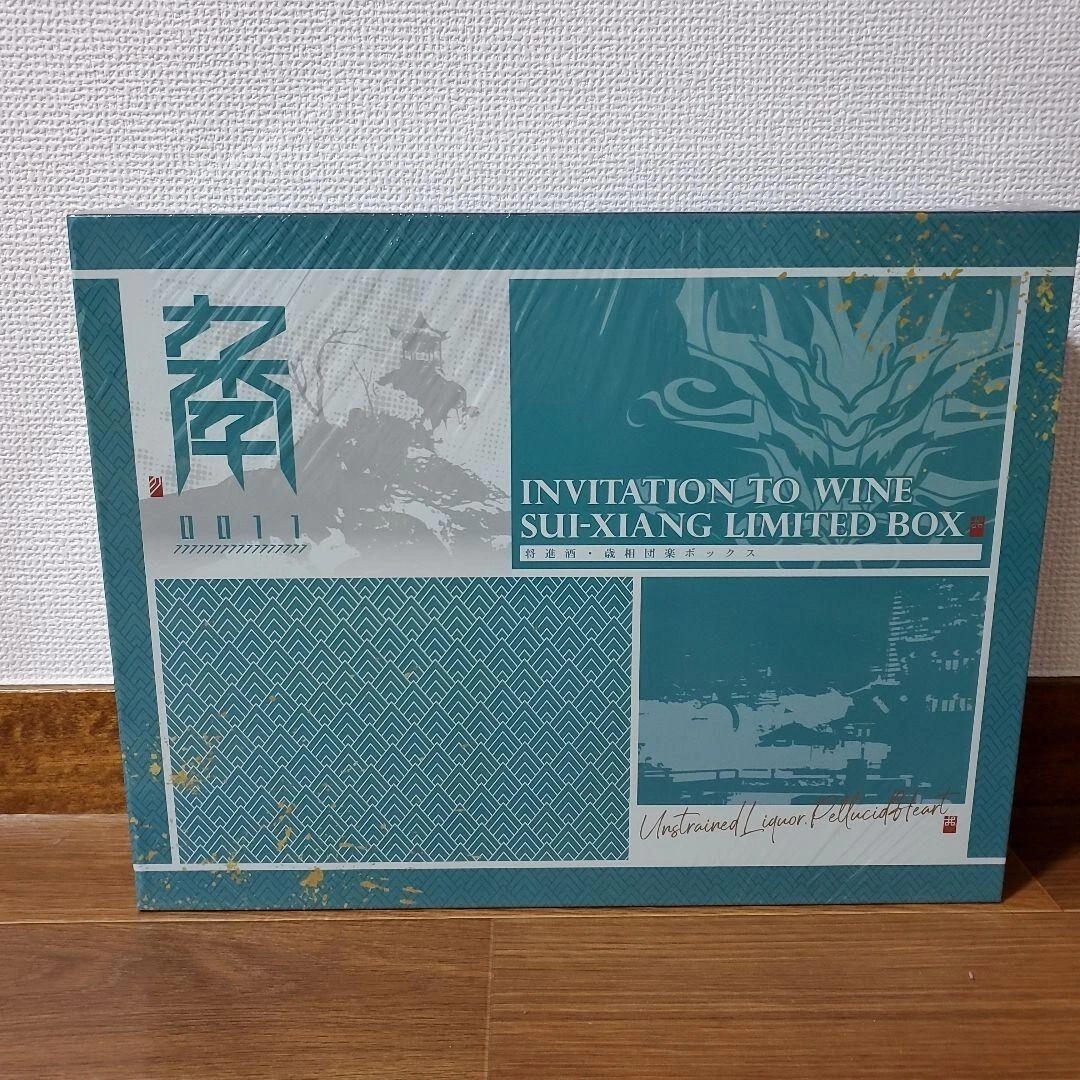 0011
INVITATION TO WINE
SUI-XIANG LIMITED BOX
将進酒・歳相団楽ボックス
Unstrained Liquor. Pellucid Heart